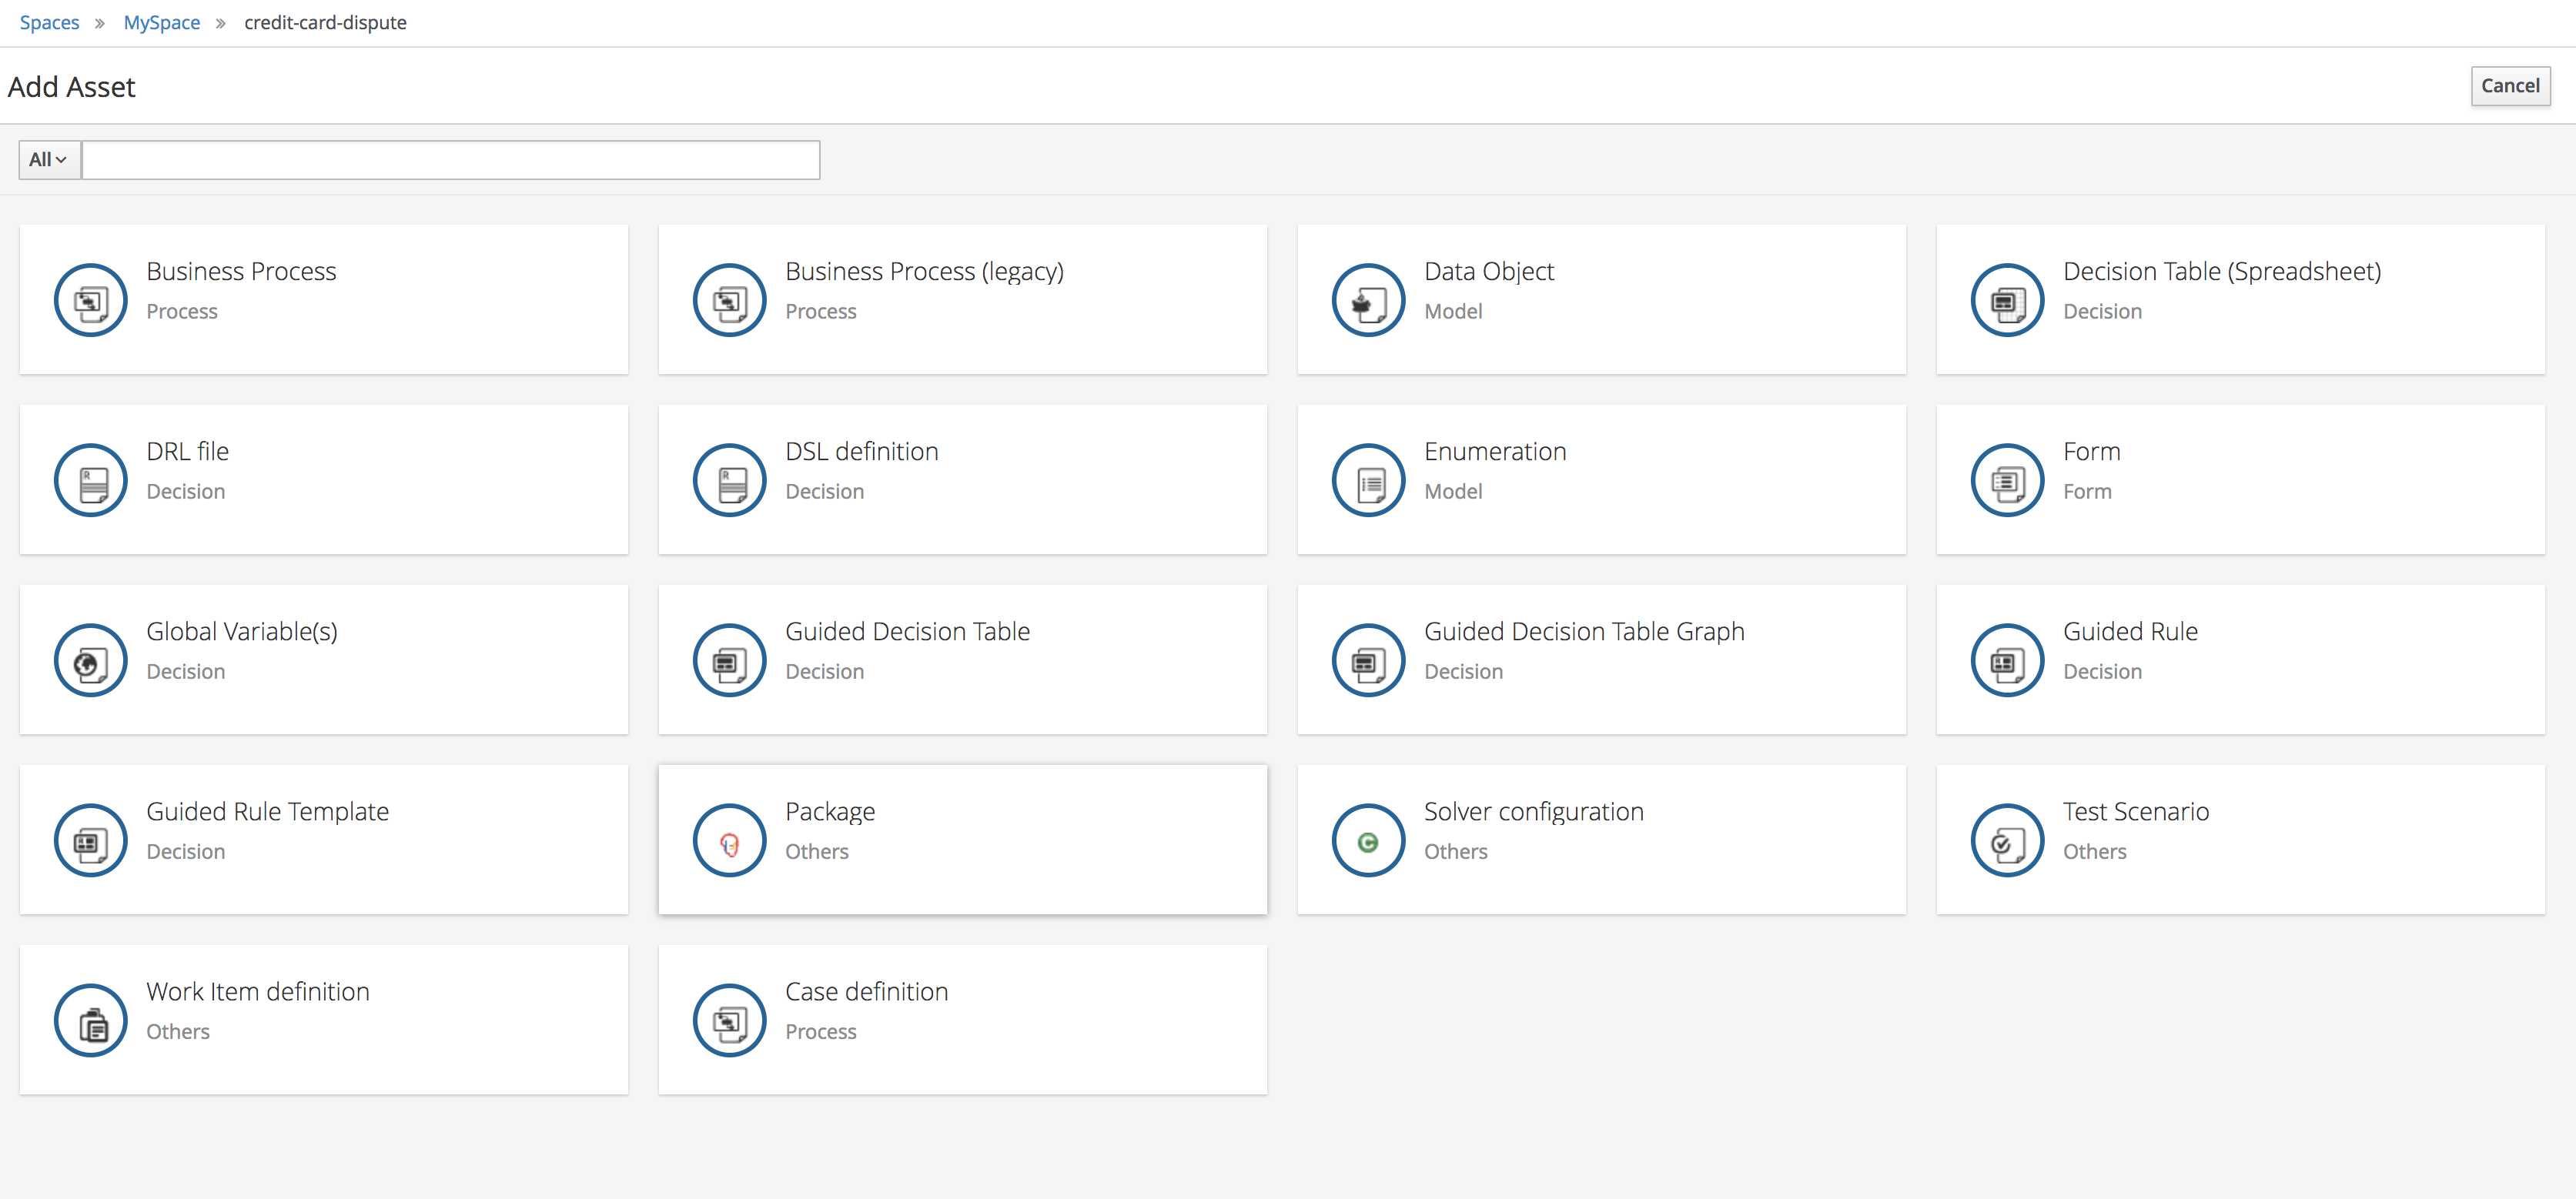 Spaces » MySpace » credit-card-dispute
Add Asset
Cancel
All
Business Process
Process
Business Process (legacy)
Process
Data Object
Model
Decision Table (Spreadsheet)
Decision
DRL file
Decision
DSL definition
Decision
Enumeration
Model
Form
Form
Global Variable(s)
Decision
Guided Decision Table
Decision
Guided Decision Table Graph
Decision
Guided Rule
Decision
Guided Rule Template
Decision
Package
Others
Solver configuration
Others
Test Scenario
Others
Work Item definition
Others
Case definition
Process